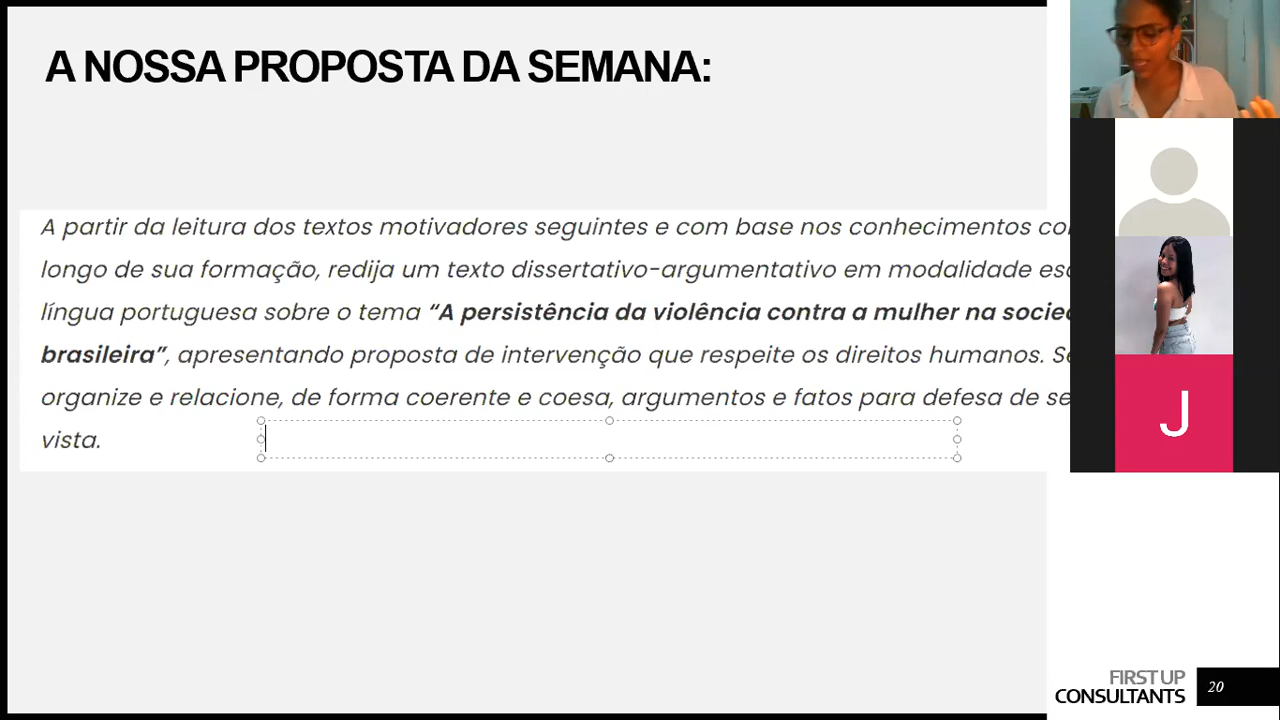 A NOSSA PROPOSTA DA SEMANA:
A partir da leitura dos textos motivadores seguintes e com base nos conhecimentos
longo de sua formação, redija um texto dissertativo-argumentativo em modalidade
língua portuguesa sobre o tema “A persistência da violência contra a mulher na
brasileira”, apresentando proposta de intervenção que respeite os direitos humanos.
organize e relacione, de forma coerente e coesa, argumentos e fatos para defesa de
vista.
J
FIRST UP
CONSULTANTS
20